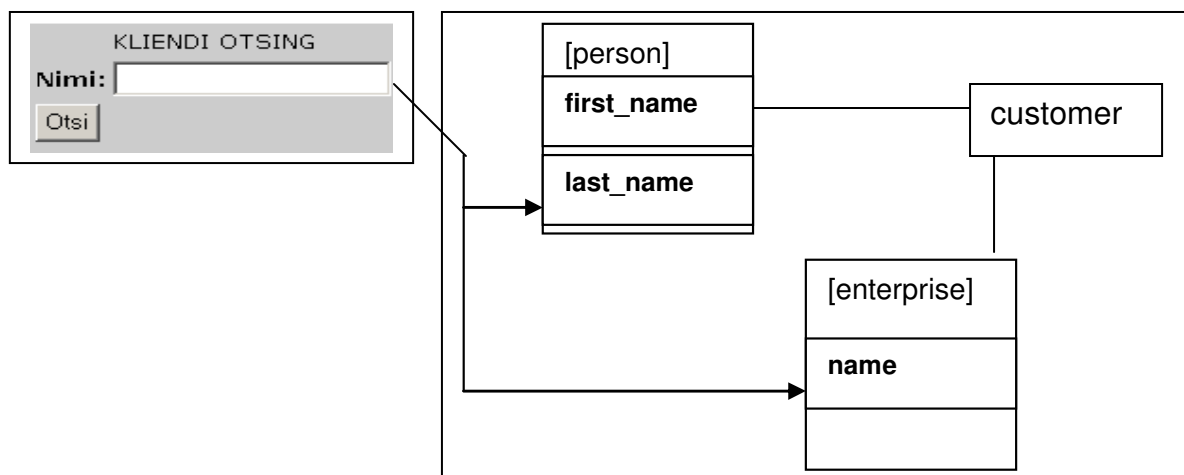 KLIENDI OTSING
Nimi:
Otsi
[person]
first_name
last_name
customer
[enterprise]
name